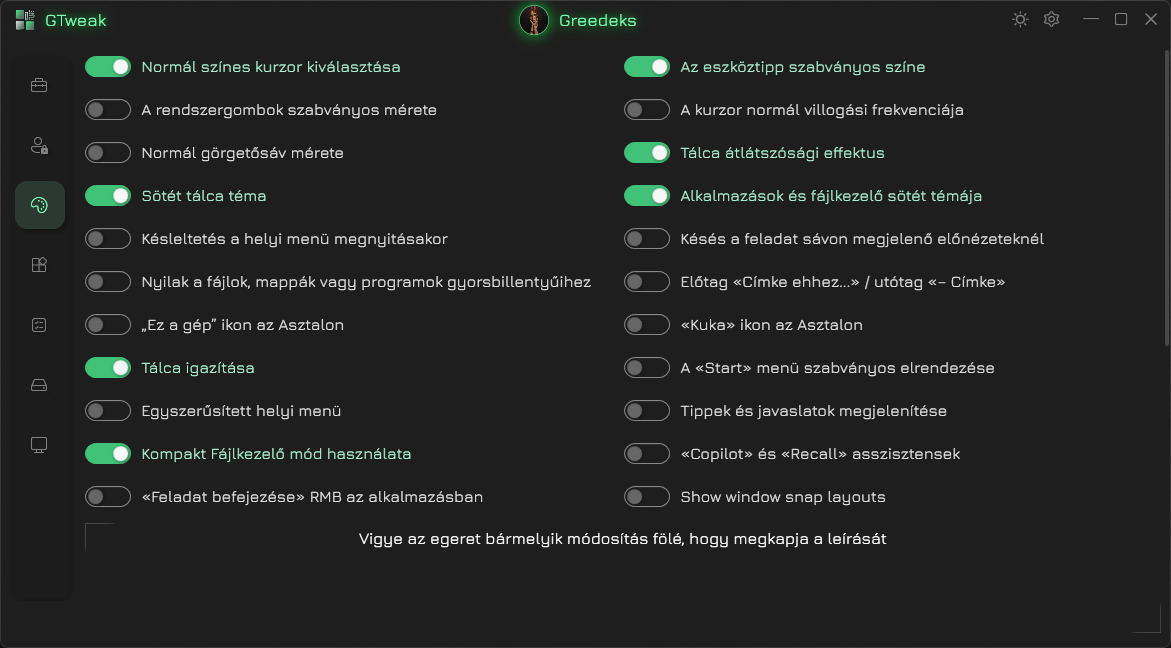 GTweak
Greedeks
Normál színes kurzor kiválasztása
Az eszköztipp szabványos színe
A rendszergombok szabványos mérete
A kurzor normál villogási frekvenciája
Normál görgetősáv mérete
Tálca átlátszósági effektus
Sötét tálca téma
Alkalmazások és fájlkezelő sötét témája
Késleltetés a helyi menü megnyitásakor
Késés a feladat sávon megjelenő előnézeteknél
Nyilak a fájlok, mappák vagy programok gyorsbillentyűihez
Előtag «Címke ehhez...» / utótag «– Címke»
„Ez a gép” ikon az Asztalon
«Kuka» ikon az Asztalon
Tálca igazítása
A «Start» menü szabványos elrendezése
Egyszerűsített helyi menü
Tippek és javaslatok megjelenítése
Kompakt Fájlkezelő mód használata
«Copilot» és «Recall» asszisztensek
«Feladat befejezése» RMB az alkalmazásban
Show window snap layouts
Vigye az egeret bármelyik módosítás fölé, hogy megkapja a leírását